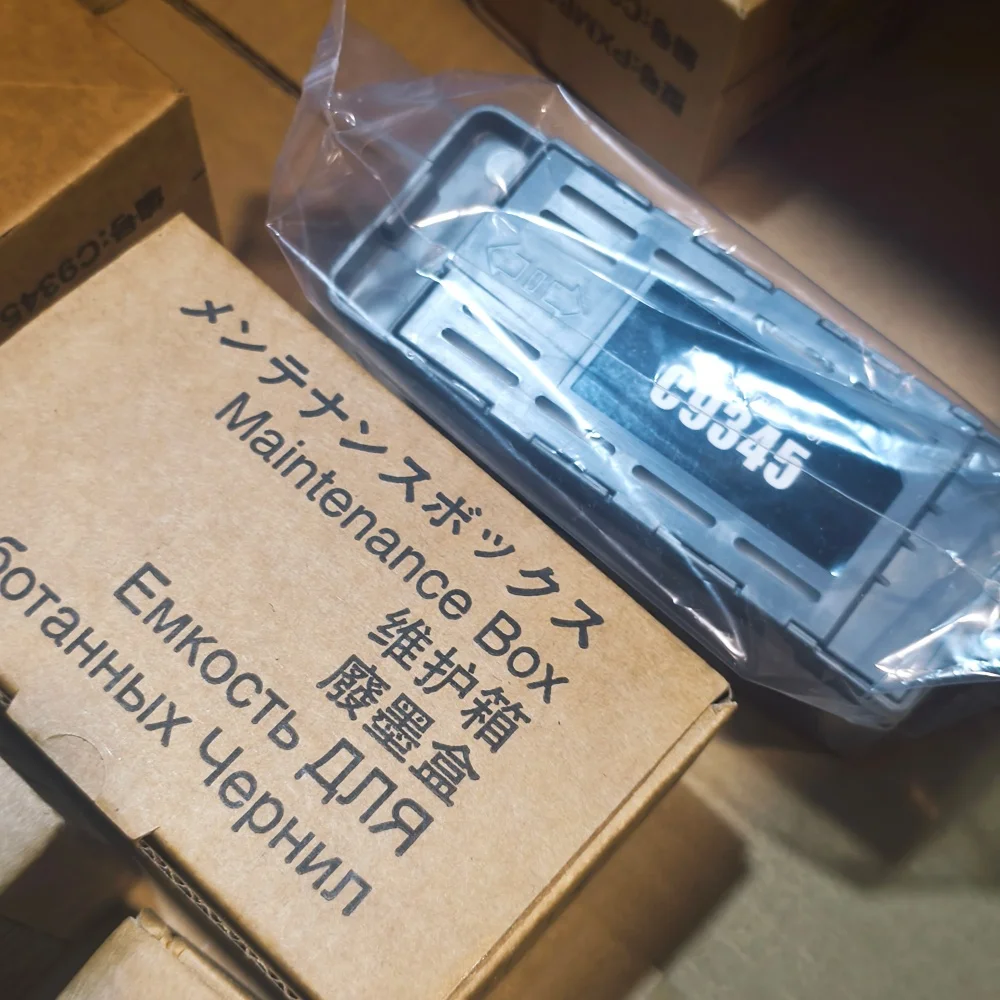 メンテナンスボックス
Maintenance Box
维护箱
廢墨盒
Емкость ДЛЯ
ботанных Чернил
C9345
:C9345